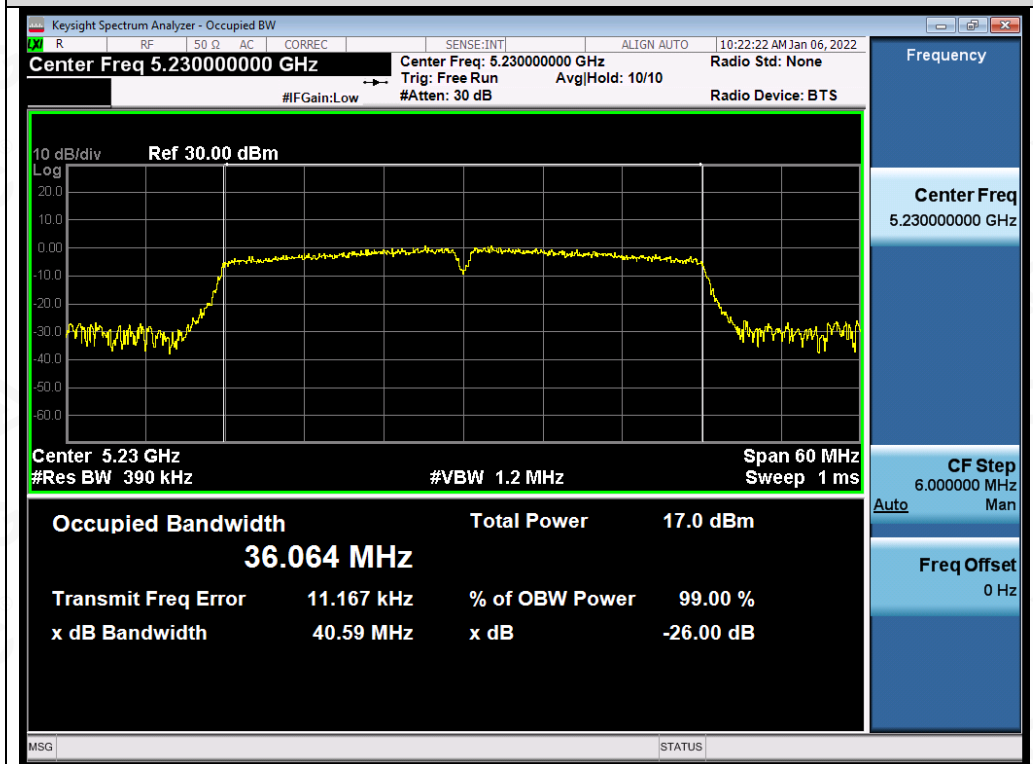 Keysight Spectrum Analyzer - Occupied BW
LXI R RF 50 Ω AC CORREC SENSE:INT ALIGN AUTO 10:22:22 AM Jan 06, 2022
Center Freq 5.230000000 GHz
Center Freq: 5.230000000 GHz
Radio Std: None
Trig: Free Run Avg|Hold: 10/10
#IFGain:Low
#Atten: 30 dB
Radio Device: BTS
10 dB/div Ref 30.00 dBm
Log
20.0
10.0
0.00
-10.0
-20.0
-30.0
-40.0
-50.0
-60.0
Center 5.23 GHz Span 60 MHz
#Res BW 390 kHz #VBW 1.2 MHz Sweep 1 ms
Occupied Bandwidth Total Power 17.0 dBm
36.064 MHz
Transmit Freq Error 11.167 kHz % of OBW Power 99.00 %
x dB Bandwidth 40.59 MHz x dB -26.00 dB
Frequency
Center Freq
5.230000000 GHz
CF Step
6.000000 MHz
Auto Man
Freq Offset
0 Hz
MSG STATUS